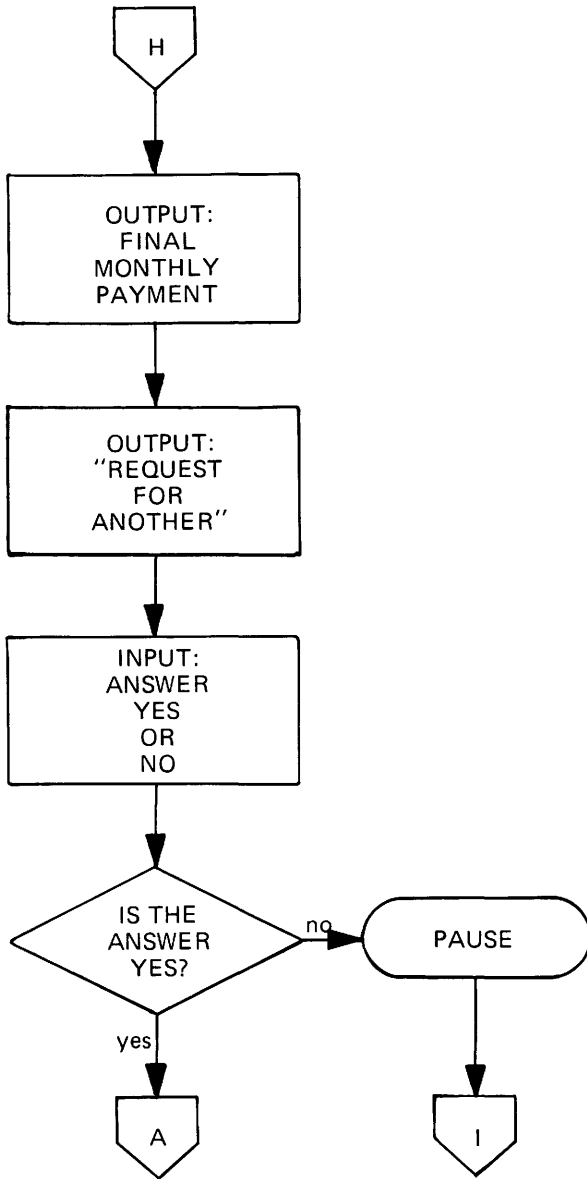 H
OUTPUT:
FINAL
MONTHLY
PAYMENT
OUTPUT:
"REQUEST
FOR
ANOTHER"
INPUT:
ANSWER
YES
OR
NO
IS THE
ANSWER
YES?
no
PAUSE
yes
A
I